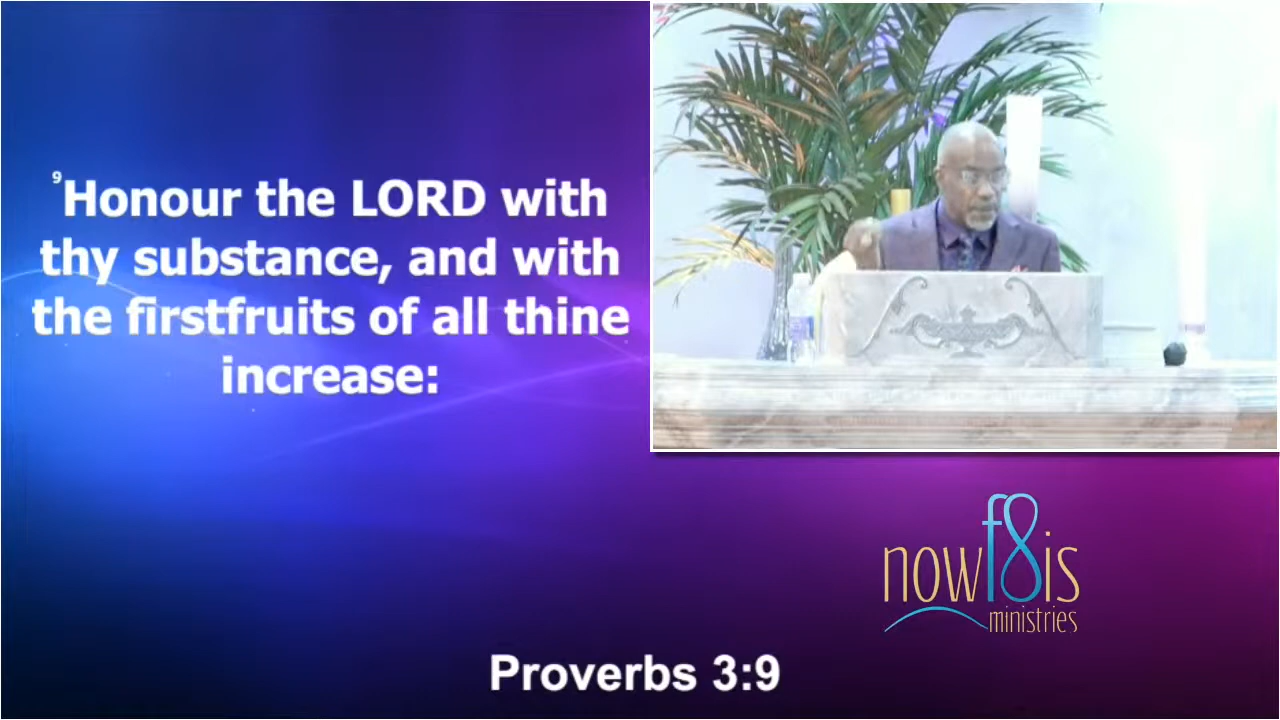 9Honour the LORD with
thy substance, and with
the firstfruits of all thine
increase:
nowf8is
ministries
Proverbs 3:9